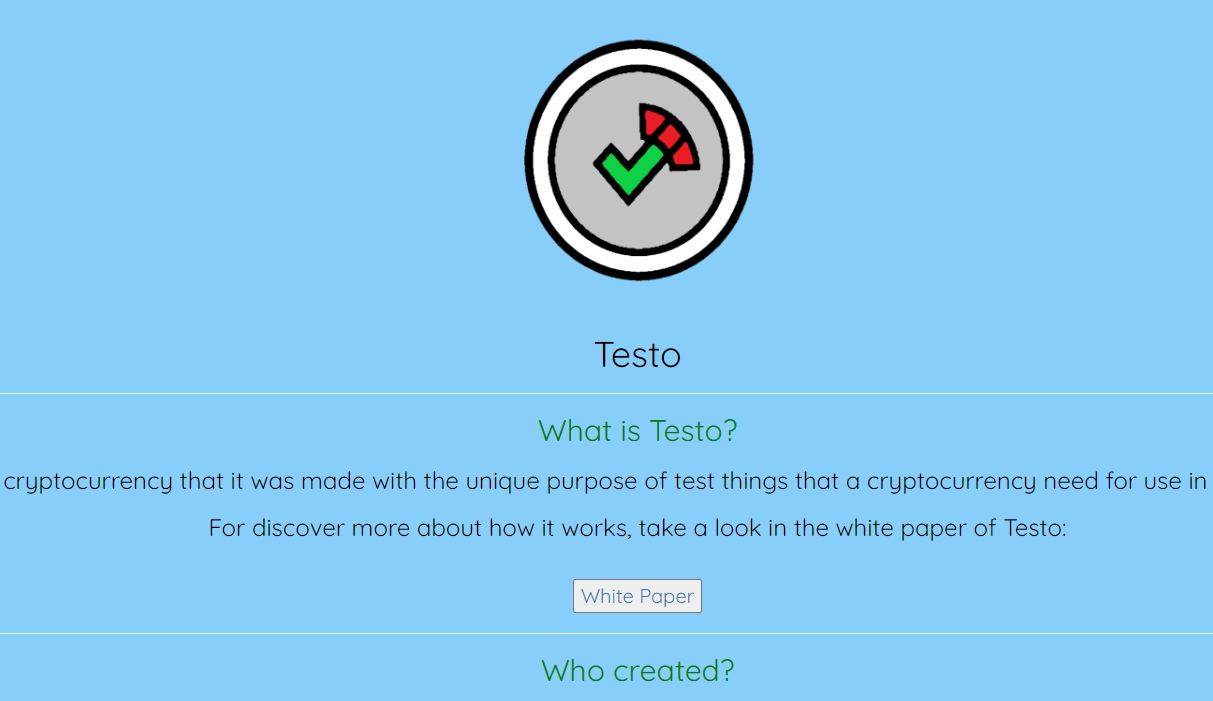 Testo
What is Testo?
cryptocurrency that it was made with the unique purpose of test things that a cryptocurrency need for use in
For discover more about how it works, take a look in the white paper of Testo:
White Paper
Who created?